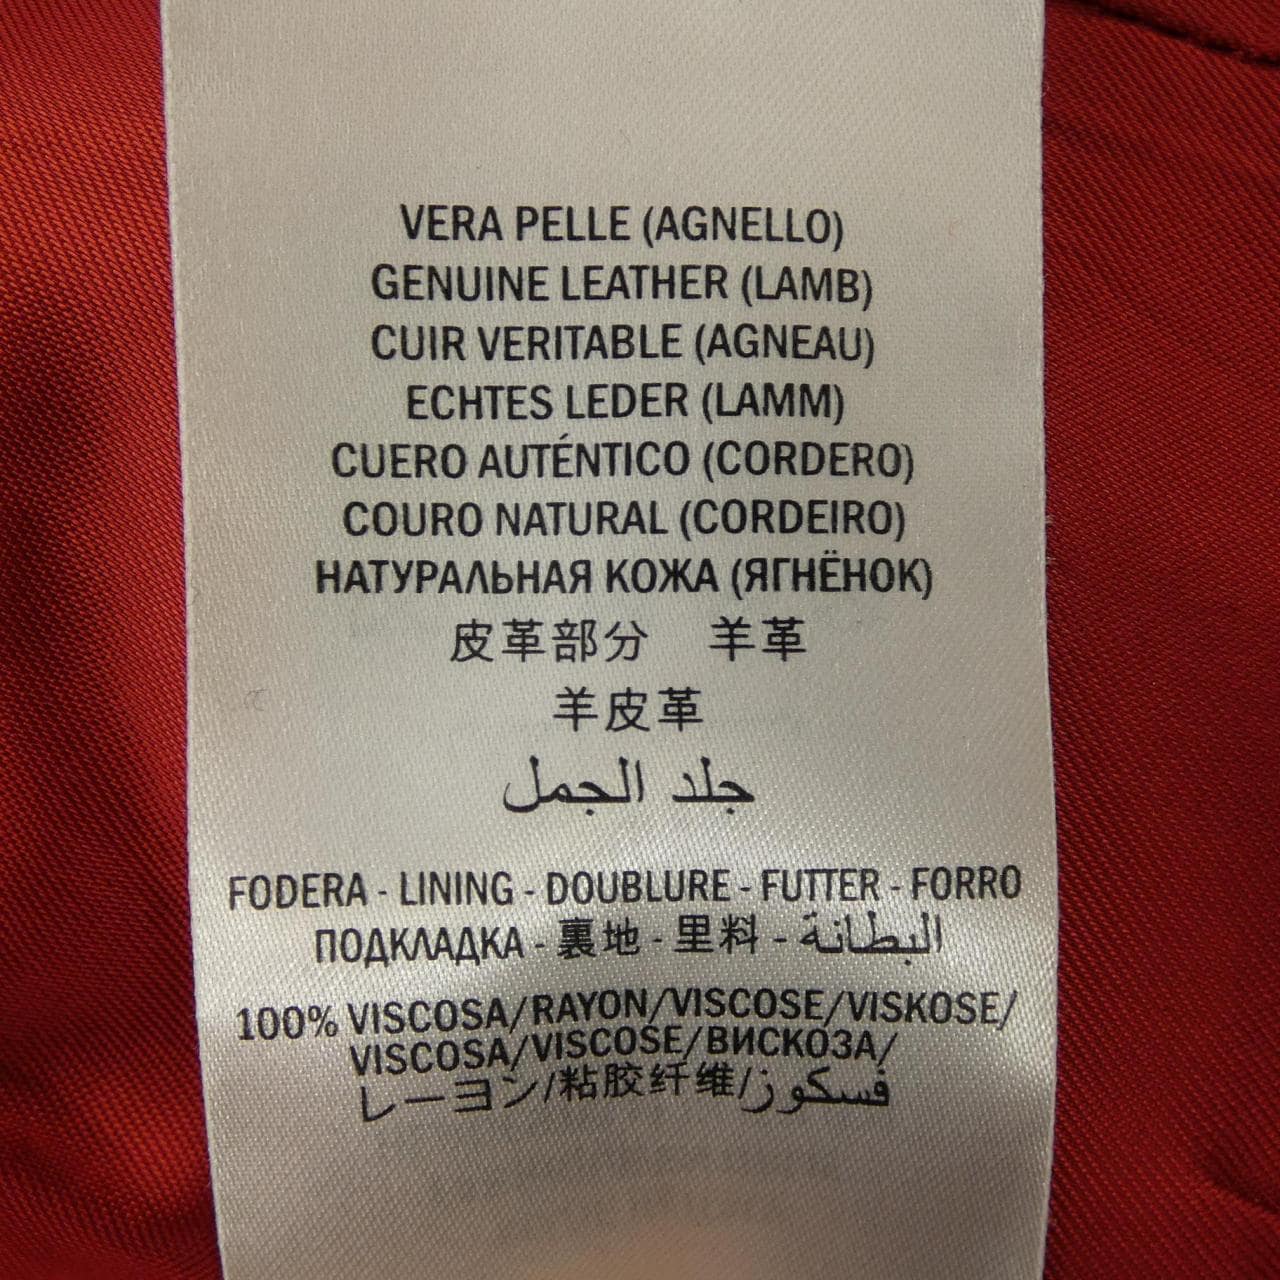 VERA PELLE (AGNELLO)
GENUINE LEATHER (LAMB)
CUIR VERITABLE (AGNEAU)
ECHTES LEDER (LAMM)
CUERO AUTÉNTICO (CORDERO)
COURO NATURAL (CORDEIRO)
НАТУРАЛЬНАЯ КОЖА (ЯГНЁНОК)
皮革部分　羊革
羊皮革
جلد الجمل
FODERA - LINING - DOUBLURE - FUTTER - FORRO
ПОДКЛАДКА - 裏地 - 里料 - البطانة
100% VISCOSA/RAYON/VISCOSE/VISKOSE/
VISCOSA/VISCOSE/ВИСКОЗА/
レーヨン/粘胶纤维/فسكوز